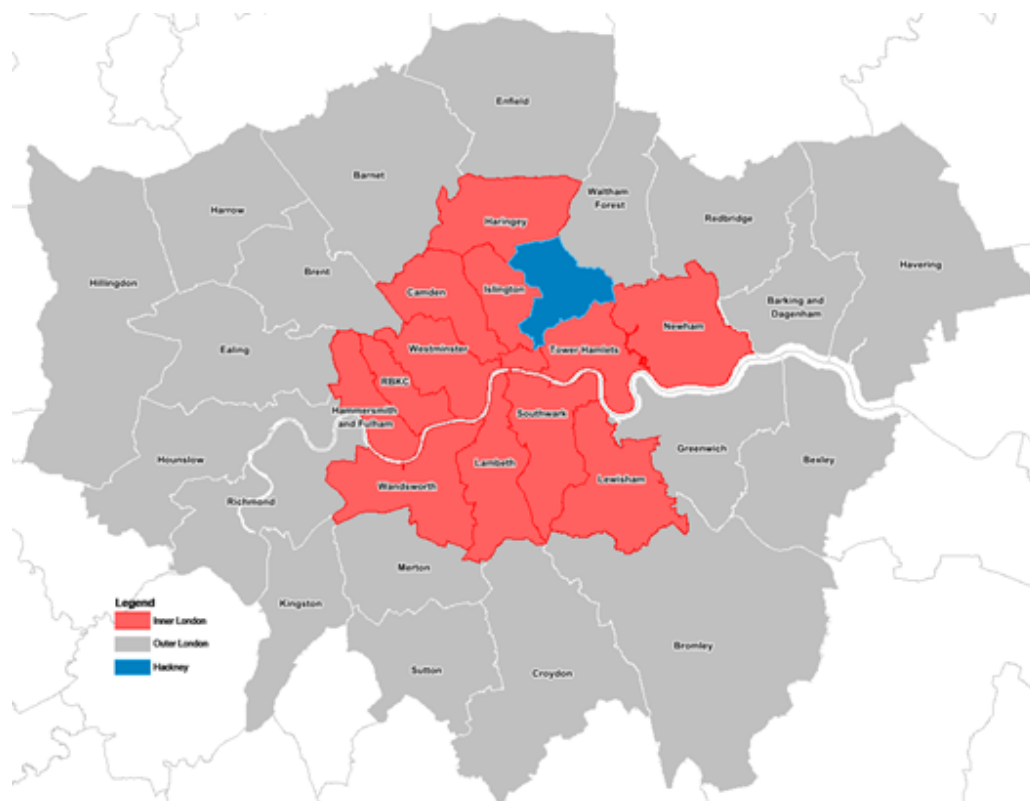 Enfield
Barnet
Harrow
Haringey
Waltham
Forest
Redbridge
Havering
Hillingdon
Brent
Camden
Islington
Barking and
Dagenham
Newham
Ealing
Westminster
Tower Hamlets
RBKC
Hammersmith
and Fulham
Southwark
Hounslow
Greenwich
Bexley
Lambeth
Wandsworth
Lewisham
Richmond
Merton
Kingston
Legend
Inner London
Outer London
Hackney
Sutton
Croydon
Bromley